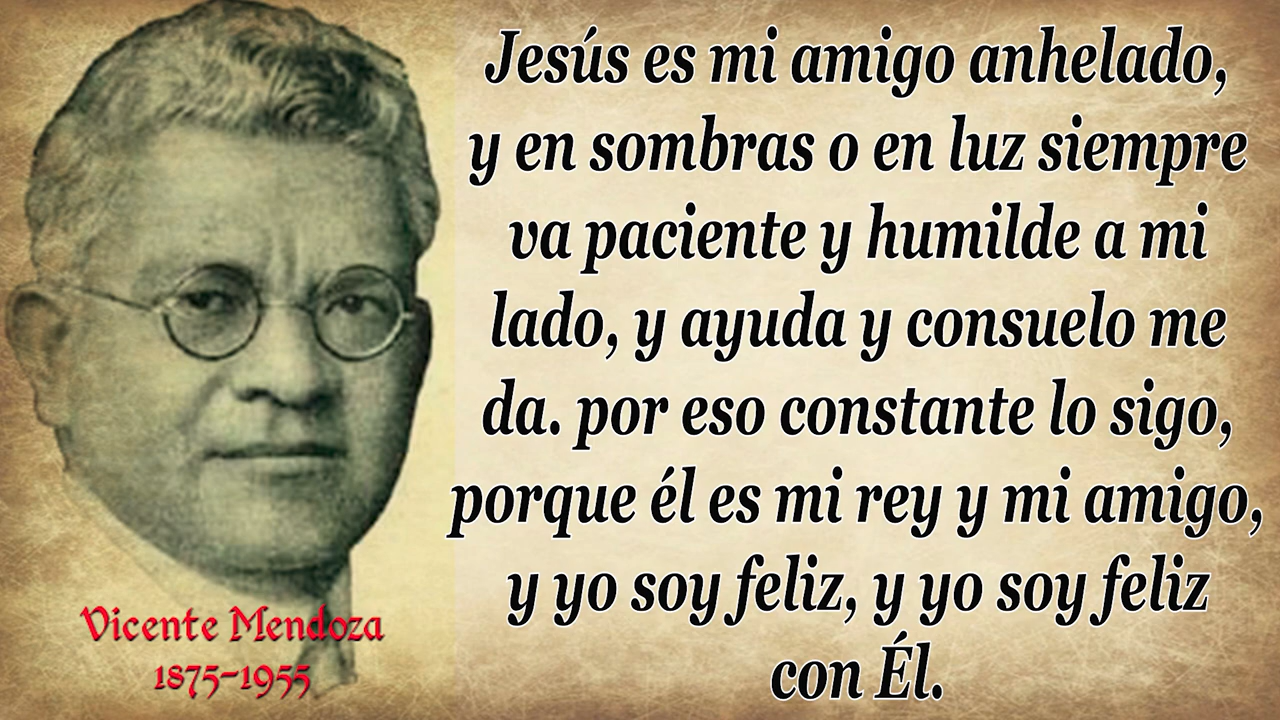 Jesús es mi amigo anhelado,
y en sombras o en luz siempre
va paciente y humilde a mi
lado, y ayuda y consuelo me
da. por eso constante lo sigo,
porque él es mi rey y mi amigo,
y yo soy feliz, y yo soy feliz
con Él.
Vicente Mendoza
1875-1955